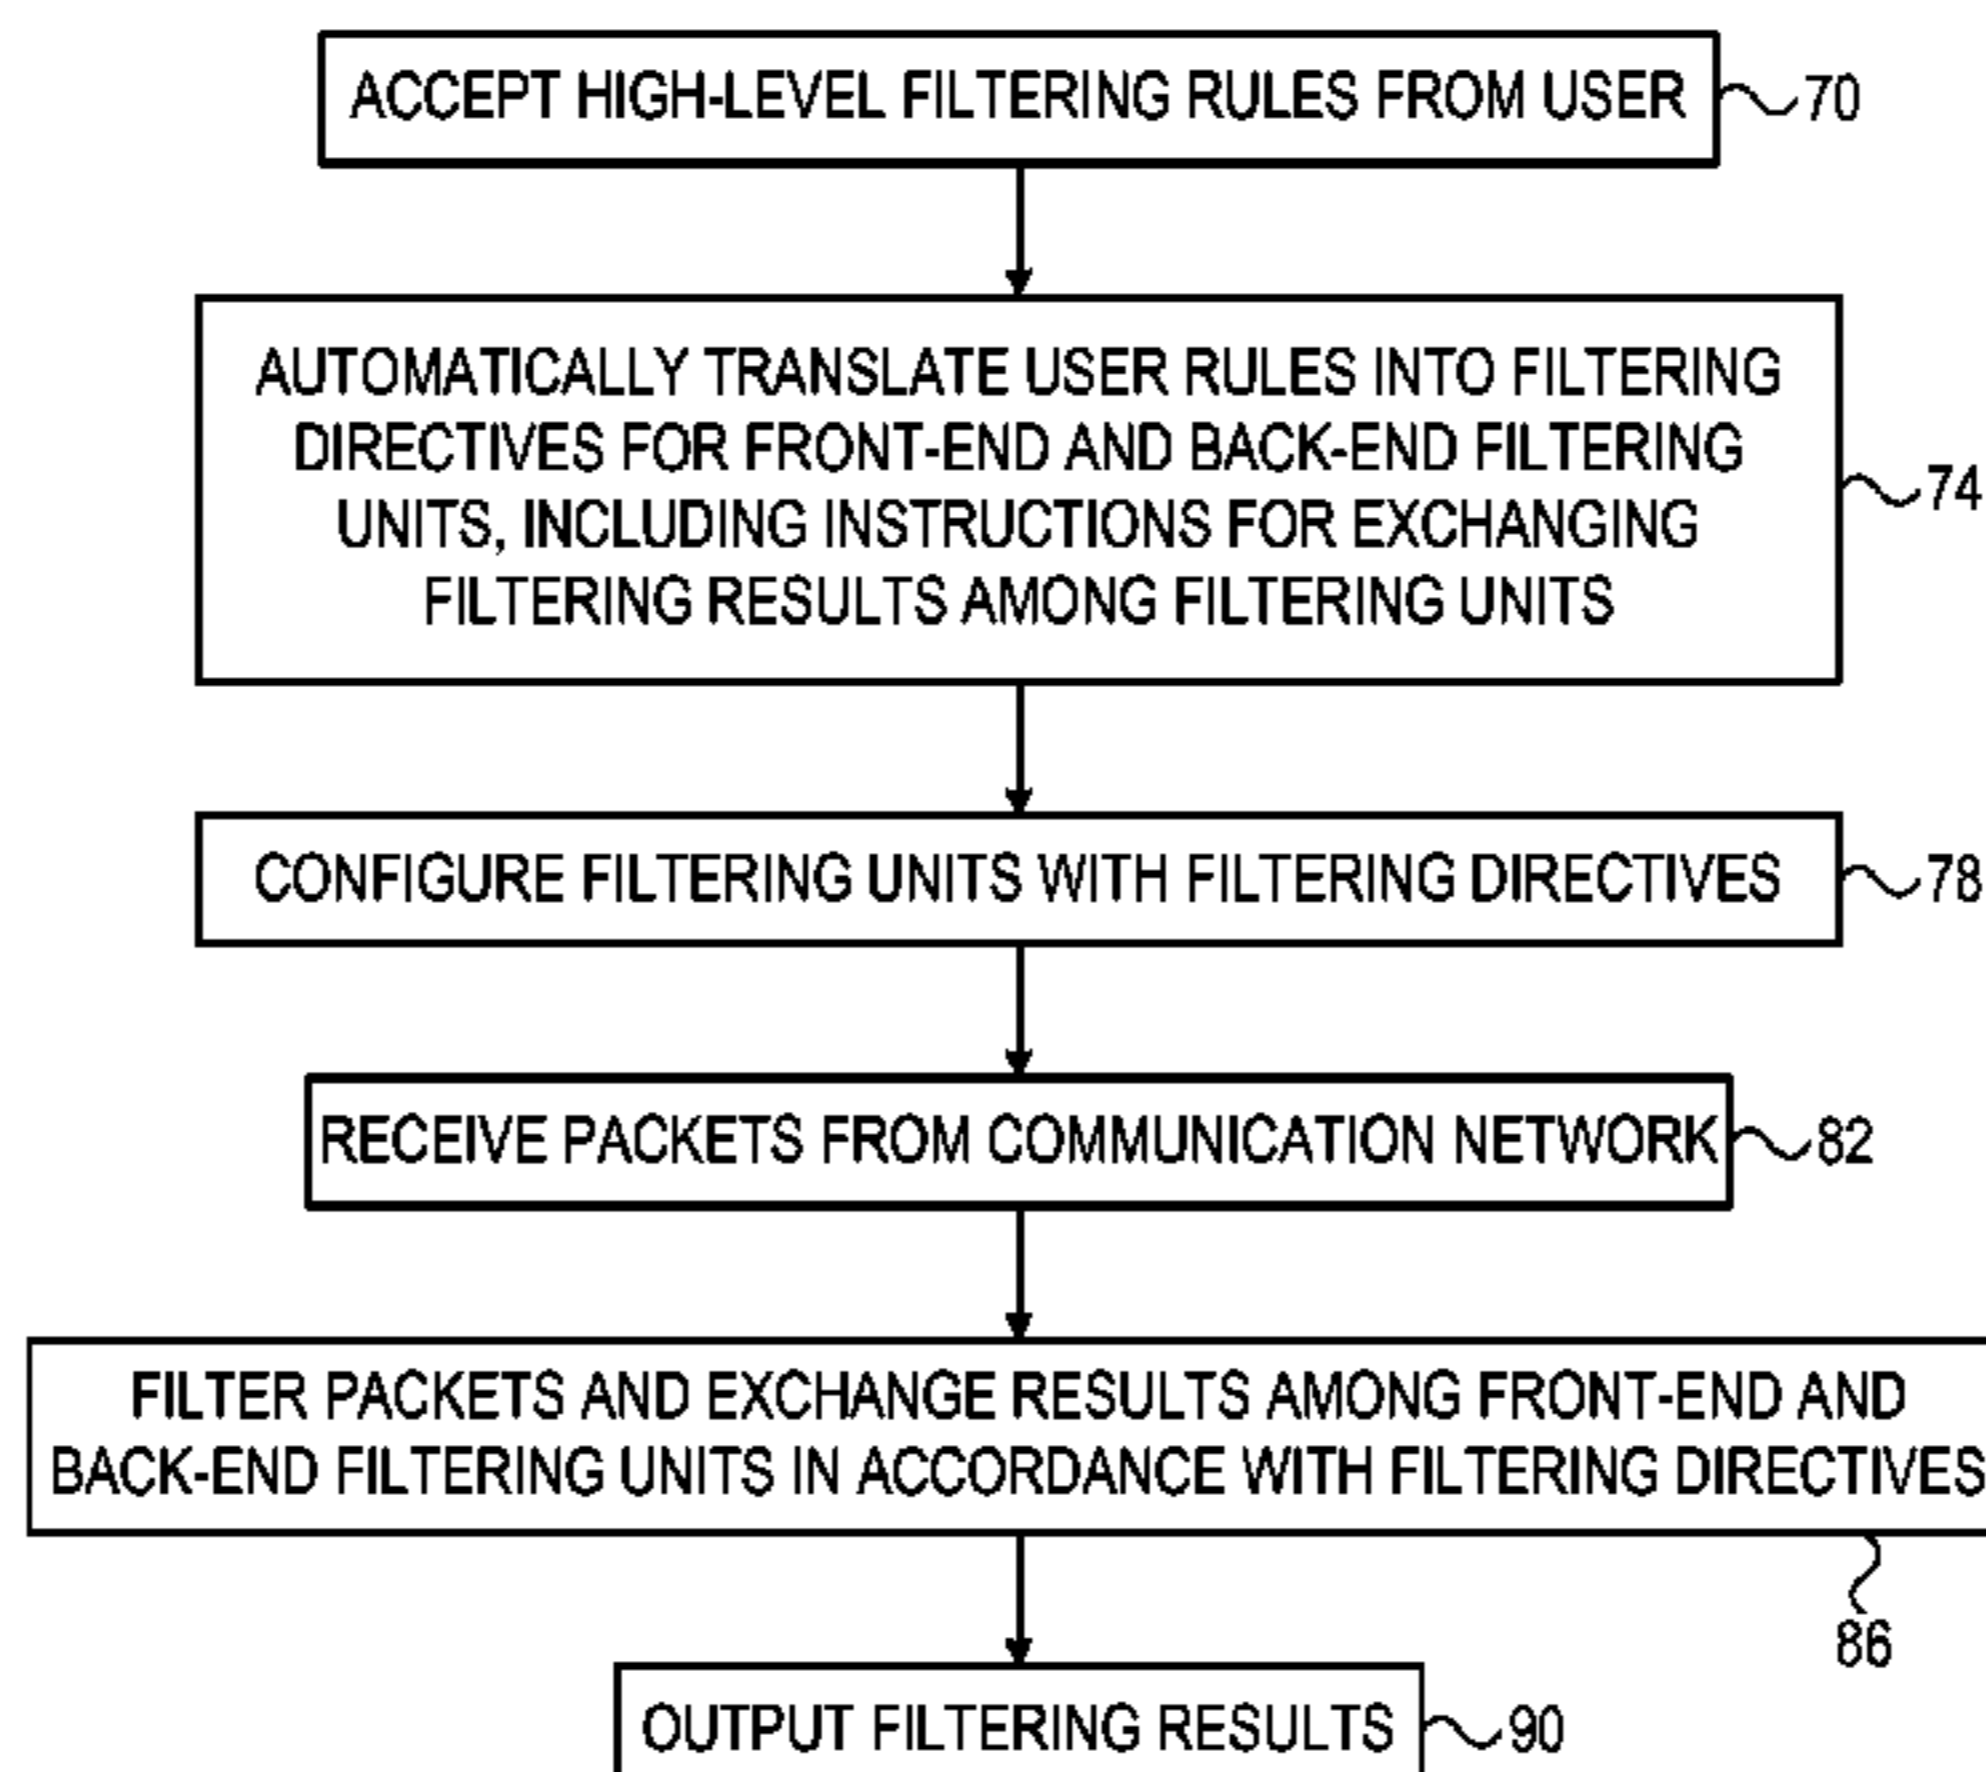 ACCEPT HIGH-LEVEL FILTERING RULES FROM USER
70
AUTOMATICALLY TRANSLATE USER RULES INTO FILTERING
DIRECTIVES FOR FRONT-END AND BACK-END FILTERING
UNITS, INCLUDING INSTRUCTIONS FOR EXCHANGING
FILTERING RESULTS AMONG FILTERING UNITS
74
CONFIGURE FILTERING UNITS WITH FILTERING DIRECTIVES
78
RECEIVE PACKETS FROM COMMUNICATION NETWORK
82
FILTER PACKETS AND EXCHANGE RESULTS AMONG FRONT-END AND
BACK-END FILTERING UNITS IN ACCORDANCE WITH FILTERING DIRECTIVES
86
OUTPUT FILTERING RESULTS
90